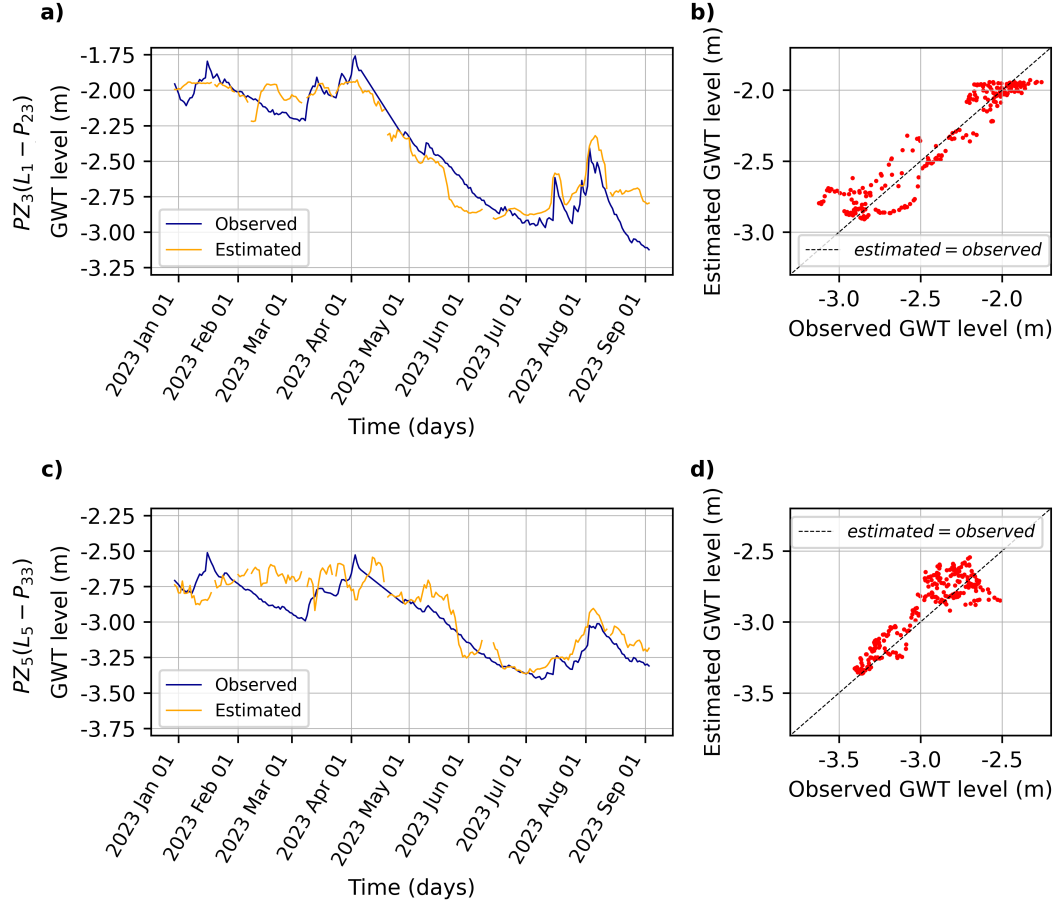 a)
PZ₃(L₁ − P₂₃)
GWT level (m)
-1.75
-2.00
-2.25
-2.50
-2.75
-3.00
-3.25
Observed
Estimated
2023 Jan 01
2023 Feb 01
2023 Mar 01
2023 Apr 01
2023 May 01
2023 Jun 01
2023 Jul 01
2023 Aug 01
2023 Sep 01
Time (days)
b)
Estimated GWT level (m)
-2.0
-2.5
-3.0
estimated = observed
-3.0
-2.5
-2.0
Observed GWT level (m)
c)
PZ₅(L₅ − P₃₃)
GWT level (m)
-2.25
-2.50
-2.75
-3.00
-3.25
-3.50
-3.75
Observed
Estimated
2023 Jan 01
2023 Feb 01
2023 Mar 01
2023 Apr 01
2023 May 01
2023 Jun 01
2023 Jul 01
2023 Aug 01
2023 Sep 01
Time (days)
d)
Estimated GWT level (m)
estimated = observed
-2.5
-3.0
-3.5
-3.5
-3.0
-2.5
Observed GWT level (m)